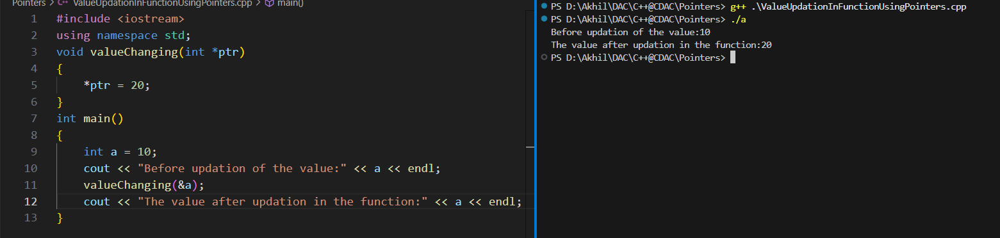 Pointers > C++ ValueUpdationInFunctionUsingPointers.cpp > main()
1 #include <iostream>
2 using namespace std;
3 void valueChanging(int *ptr)
4 {
5 *ptr = 20;
6 }
7 int main()
8 {
9 int a = 10;
10 cout << "Before updation of the value:" << a << endl;
11 valueChanging(&a);
12 cout << "The value after updation in the function:" << a << endl;
13 }
PS D:\Akhil\DAC\C++@CDAC\Pointers> g++ .\ValueUpdationInFunctionUsingPointers.cpp
PS D:\Akhil\DAC\C++@CDAC\Pointers> ./a
Before updation of the value:10
The value after updation in the function:20
PS D:\Akhil\DAC\C++@CDAC\Pointers>